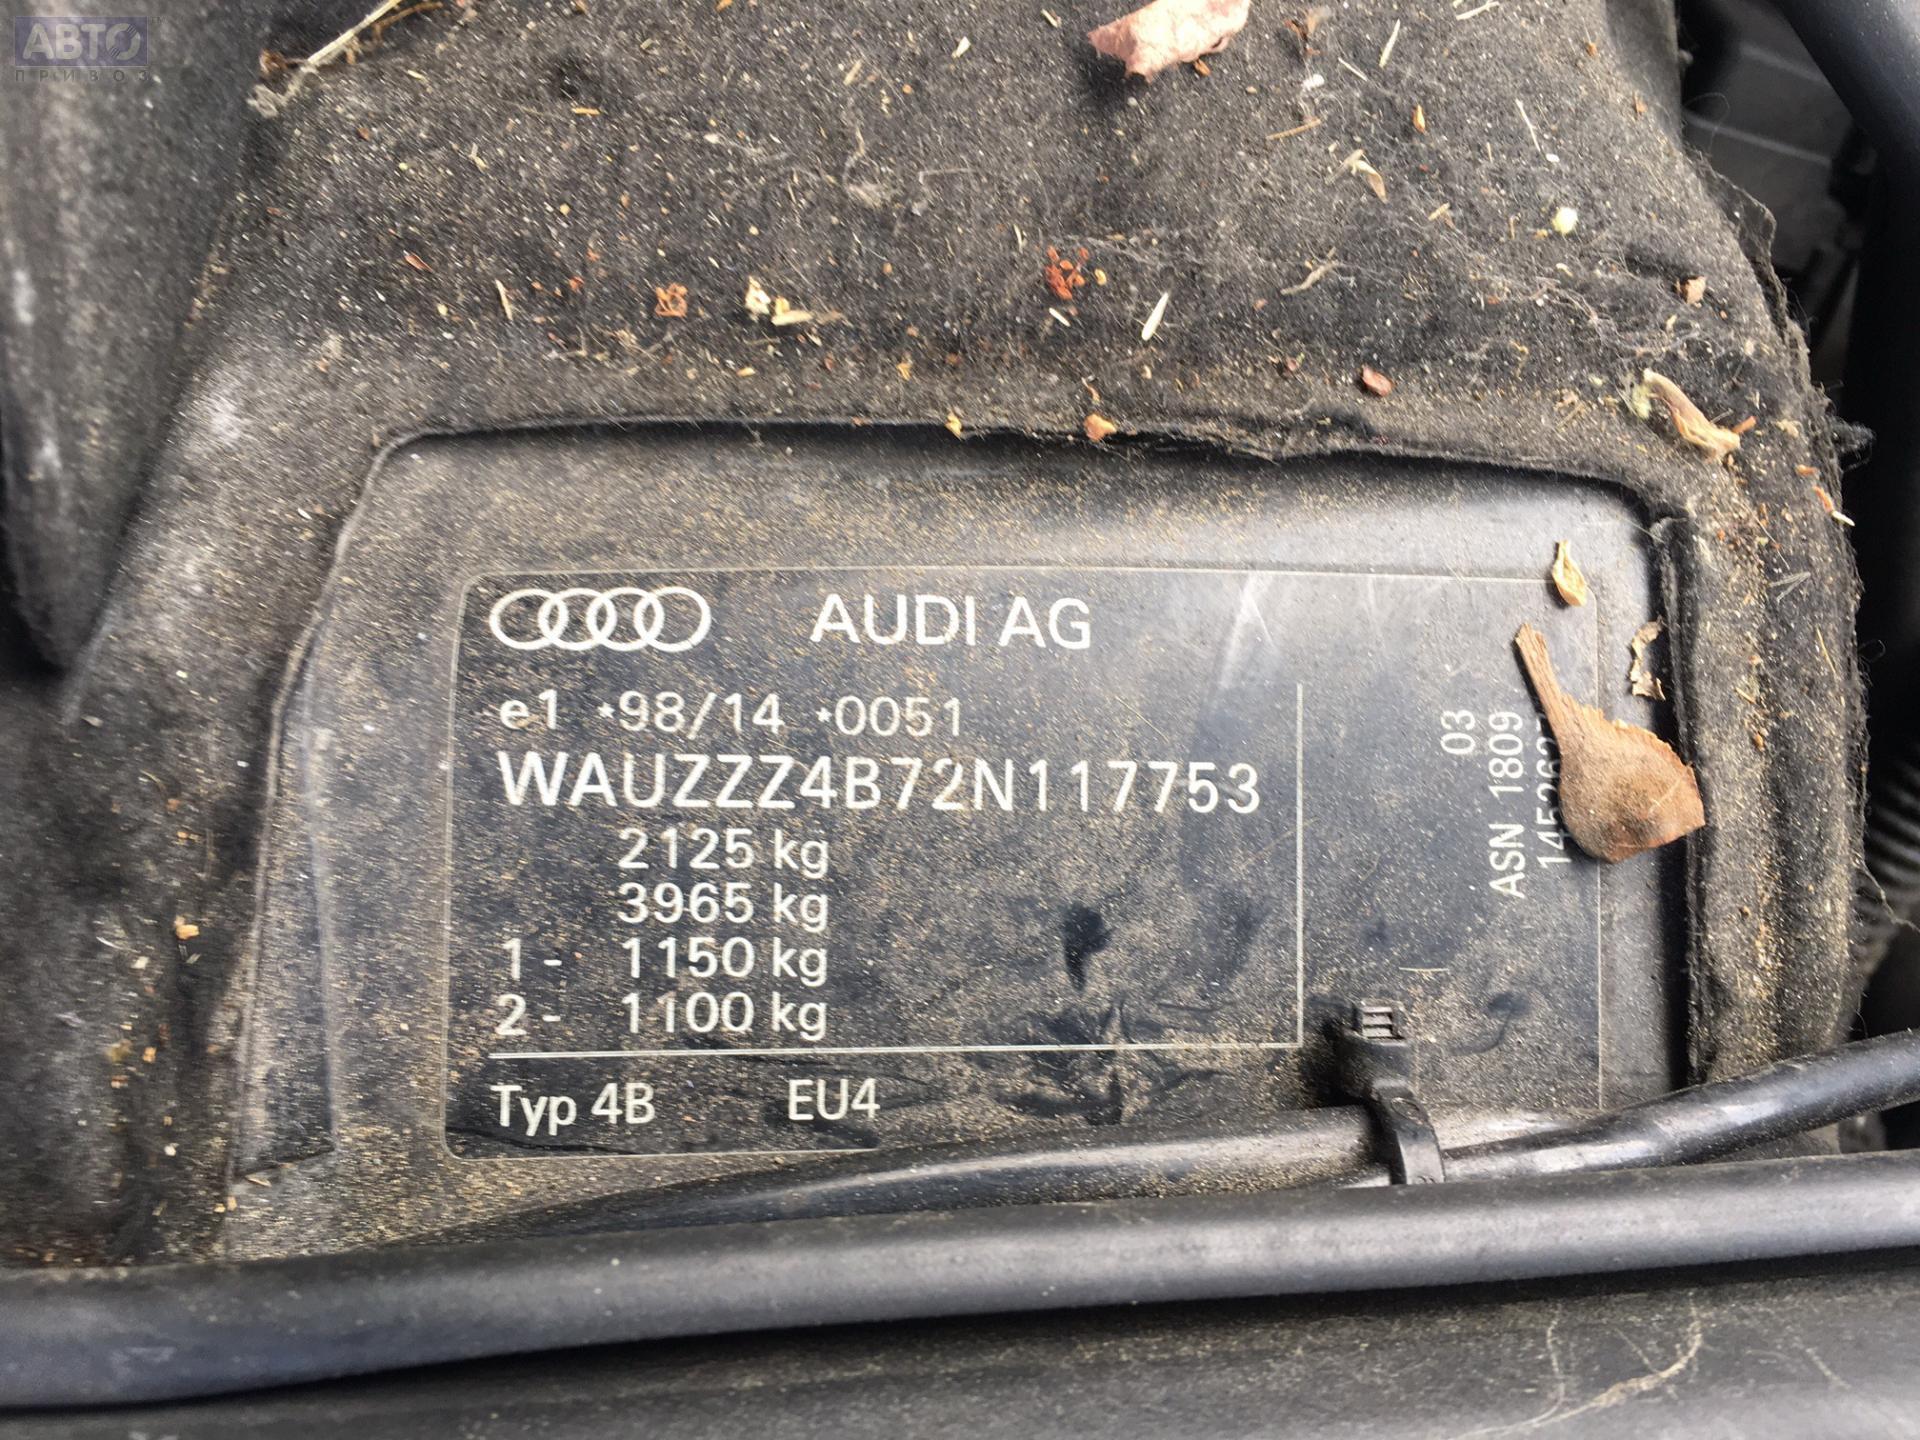 АВТО
ПРИВОЗ
AUDI AG
e1 *98/14 *0051
WAUZZZ4B72N117753
2125 kg
3965 kg
1 - 1150 kg
2 - 1100 kg
Typ 4B EU4
03
ASN 1809